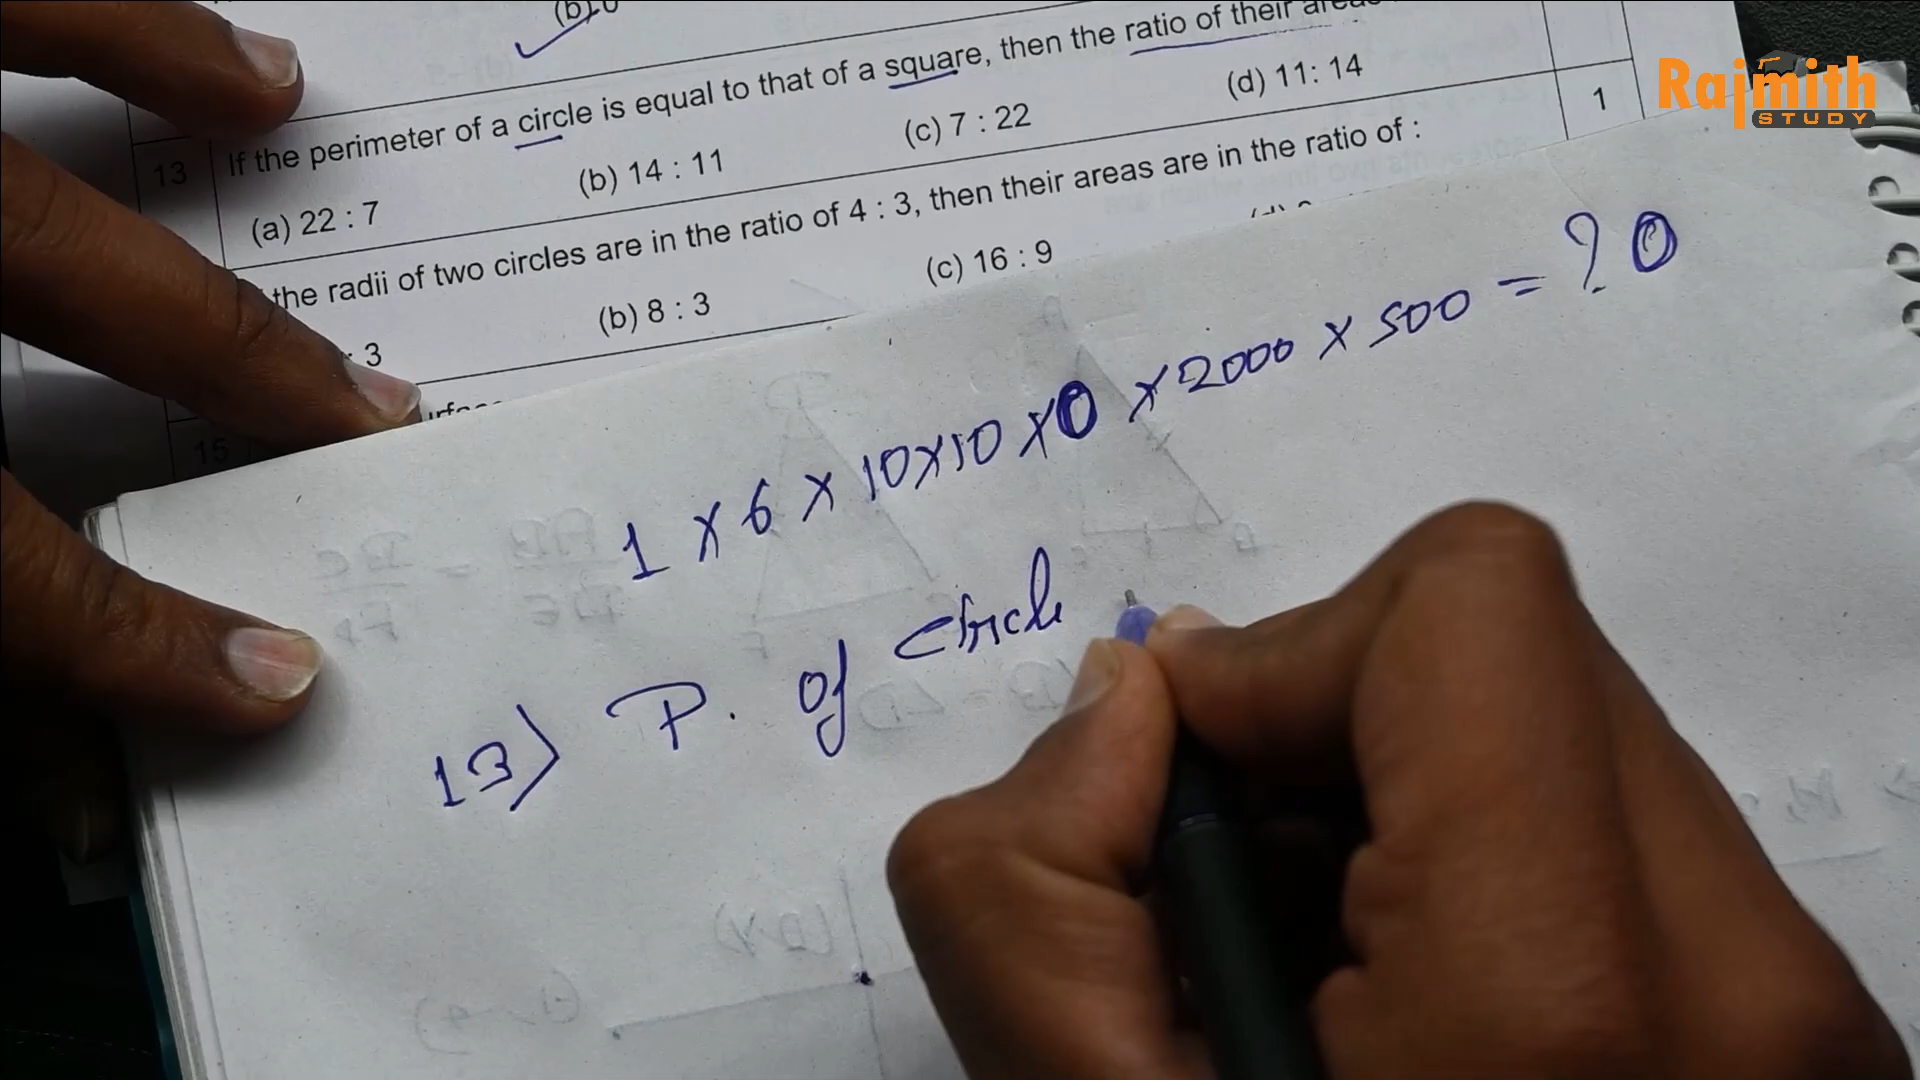 (b) 0
If the perimeter of a circle is equal to that of a square, then the ratio of their areas
13
(a) 22 : 7 (b) 14 : 11 (c) 7 : 22 (d) 11: 14
the radii of two circles are in the ratio of 4 : 3, then their areas are in the ratio of : 1
: 3 (b) 8 : 3 (c) 16 : 9
15
1 × 6 × 10 × 10 × 0 × 2000 × 500 = ? 0
13) P. of circle
Rajmith
STUDY